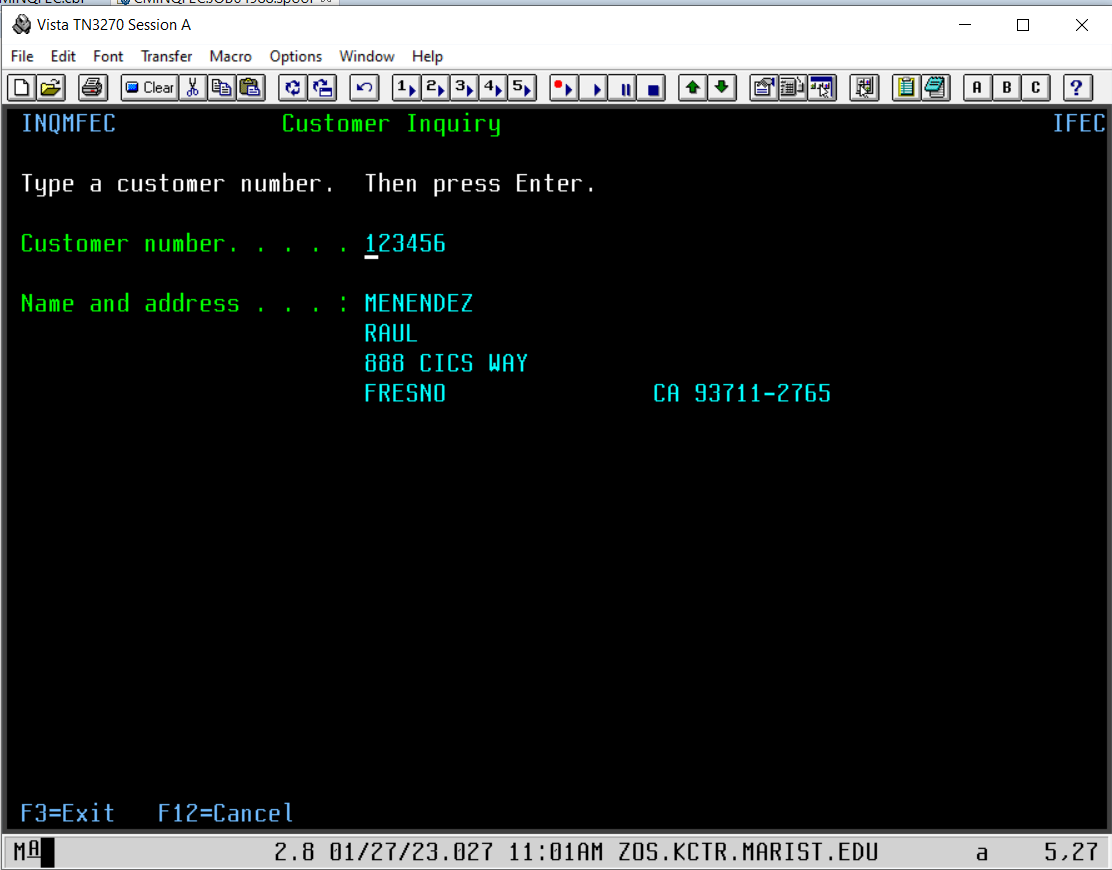 Vista TN3270 Session A
File Edit Font Transfer Macro Options Window Help
Clear 1 2 3 4 5 A B C ?
INQMFEC Customer Inquiry IFEC
Type a customer number. Then press Enter.
Customer number. . . . . 123456
Name and address . . . : MENENDEZ
RAUL
888 CICS WAY
FRESNO CA 93711-2765
F3=Exit F12=Cancel
MA 2.8 01/27/23.027 11:01AM ZOS.KCTR.MARIST.EDU a 5,27